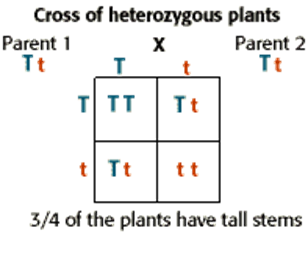 Cross of heterozygous plants
Parent 1 X Parent 2
Tt T t Tt
T TT Tt
t Tt tt
3/4 of the plants have tall stems